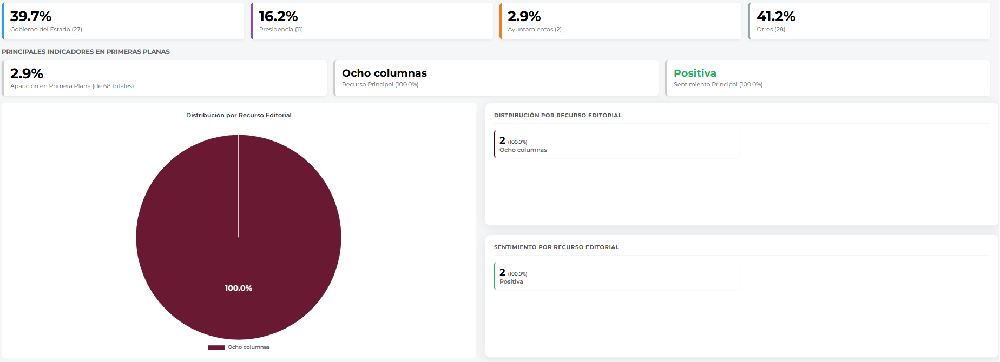 39.7%
Gobierno del Estado (27)
16.2%
Presidencia (11)
2.9%
Ayuntamientos (2)
41.2%
Otros (28)
PRINCIPALES INDICADORES EN PRIMERAS PLANAS
2.9%
Aparición en Primera Plana (de 68 totales)
Ocho columnas
Recurso Principal (100.0%)
Positiva
Sentimiento Principal (100.0%)
Distribución por Recurso Editorial
100.0%
Ocho columnas
DISTRIBUCIÓN POR RECURSO EDITORIAL
2 (100.0%)
Ocho columnas
SENTIMIENTO POR RECURSO EDITORIAL
2 (100.0%)
Positiva